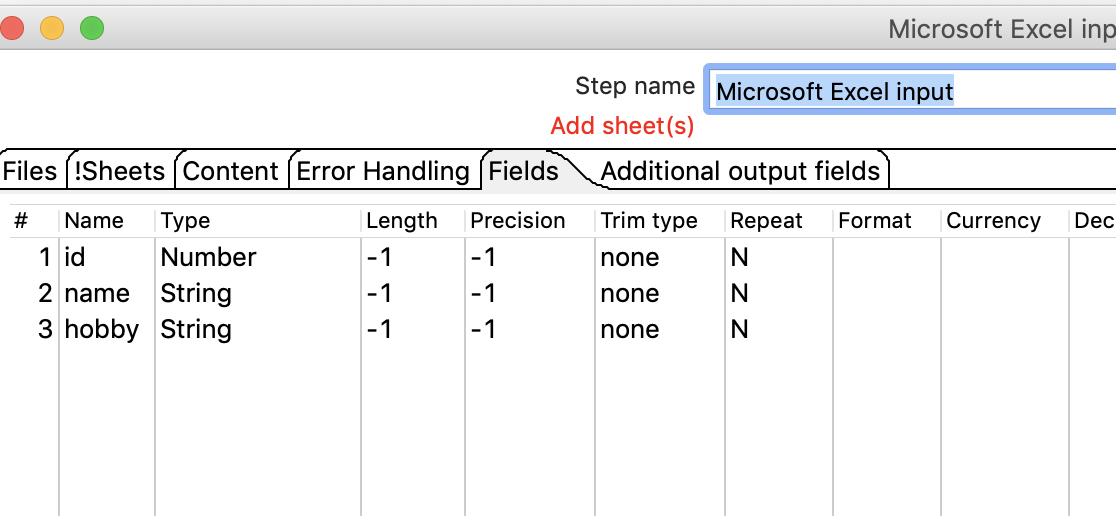 Microsoft Excel inp
Step name Microsoft Excel input
Add sheet(s)
Files !Sheets Content Error Handling Fields Additional output fields
# Name Type Length Precision Trim type Repeat Format Currency Dec
1 id Number -1 -1 none N
2 name String -1 -1 none N
3 hobby String -1 -1 none N